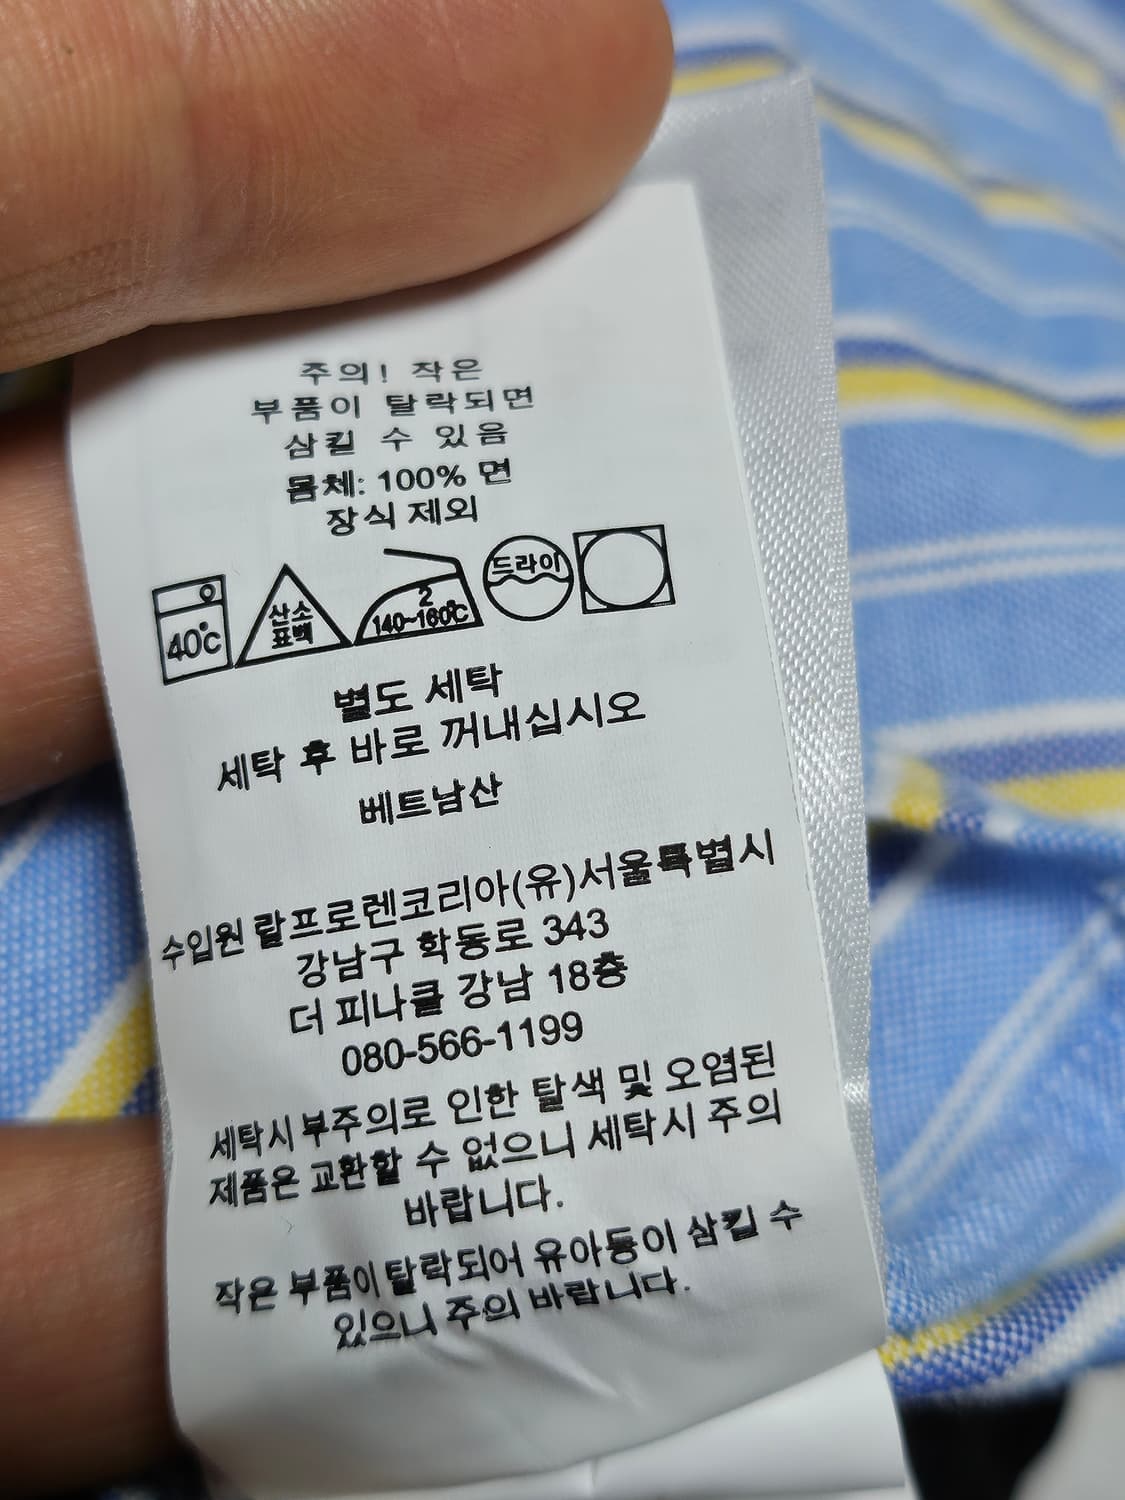 주의! 작은
부품이 탈락되면
삼킬 수 있음
몸체: 100% 면
장식 제외
40℃
산소
표백
2
140~160℃
드라이
별도 세탁
세탁 후 바로 꺼내십시오
베트남산
수입원 랄프로렌코리아(유)서울특별시
강남구 학동로 343
더 피나클 강남 18층
080-566-1199
세탁시 부주의로 인한 탈색 및 오염된
제품은 교환할 수 없으니 세탁시 주의
바랍니다.
작은 부품이 탈락되어 유아동이 삼킬 수
있으니 주의 바랍니다.